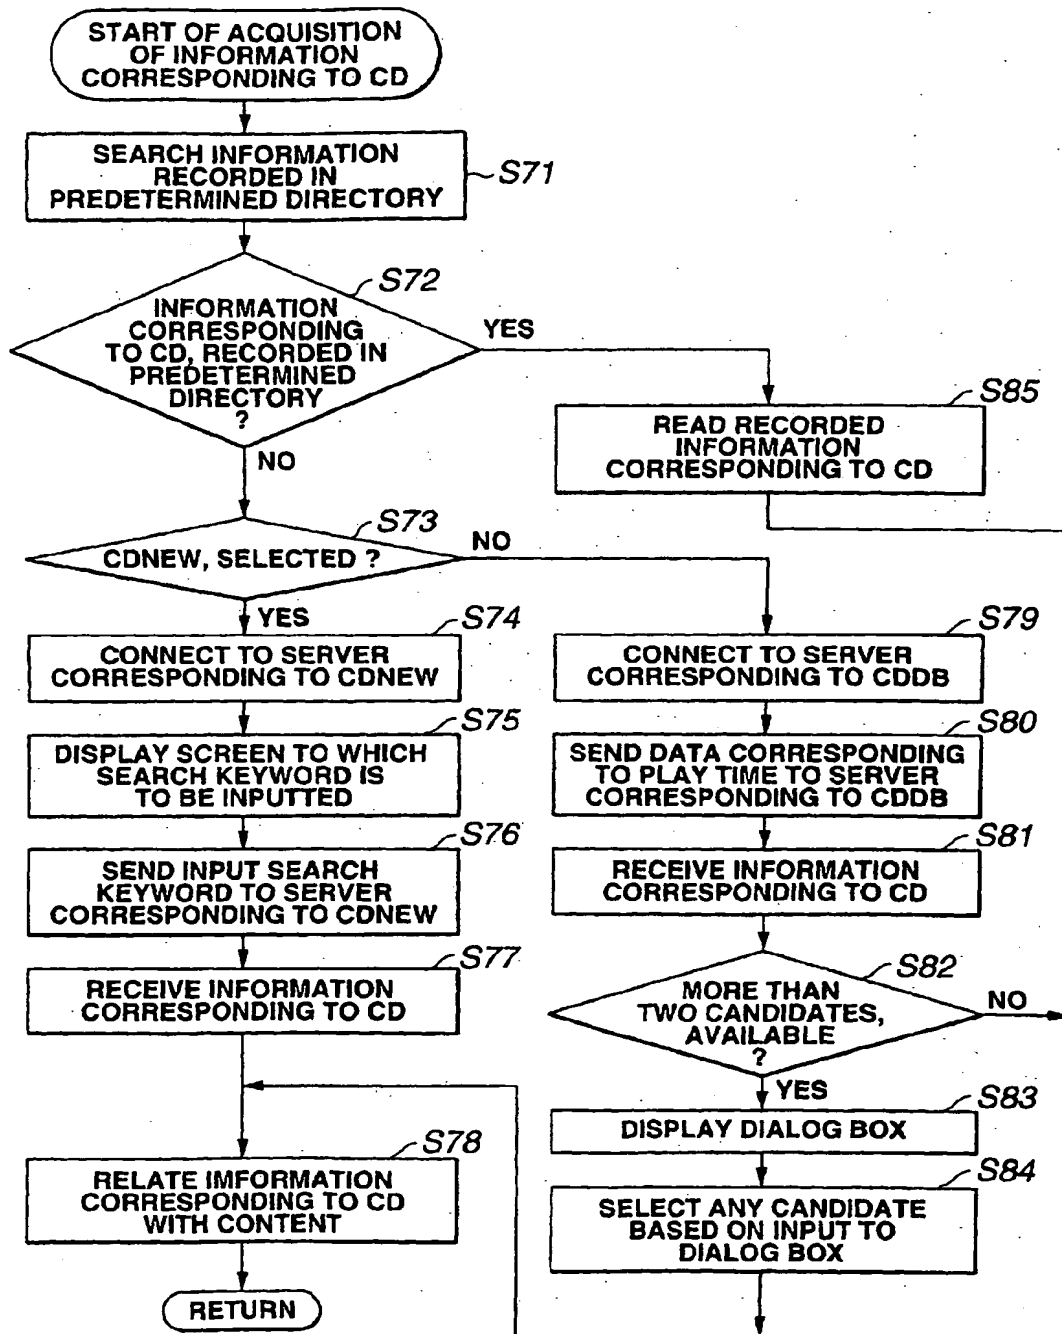 START OF ACQUISITION
OF INFORMATION
CORRESPONDING TO CD
SEARCH INFORMATION
RECORDED IN
PREDETERMINED DIRECTORY
S71
S72
INFORMATION
CORRESPONDING
TO CD, RECORDED IN
PREDETERMINED
DIRECTORY
?
YES
NO
S85
READ RECORDED
INFORMATION
CORRESPONDING TO CD
S73
CDNEW, SELECTED ?
NO
YES
S74
CONNECT TO SERVER
CORRESPONDING TO CDNEW
S75
DISPLAY SCREEN TO WHICH
SEARCH KEYWORD IS
TO BE INPUTTED
S76
SEND INPUT SEARCH
KEYWORD TO SERVER
CORRESPONDING TO CDNEW
S77
RECEIVE INFORMATION
CORRESPONDING TO CD
S78
RELATE IMFORMATION
CORRESPONDING TO CD
WITH CONTENT
RETURN
S79
CONNECT TO SERVER
CORRESPONDING TO CDDB
S80
SEND DATA CORRESPONDING
TO PLAY TIME TO SERVER
CORRESPONDING TO CDDB
S81
RECEIVE INFORMATION
CORRESPONDING TO CD
S82
MORE THAN
TWO CANDIDATES,
AVAILABLE
?
NO
YES
S83
DISPLAY DIALOG BOX
S84
SELECT ANY CANDIDATE
BASED ON INPUT TO
DIALOG BOX